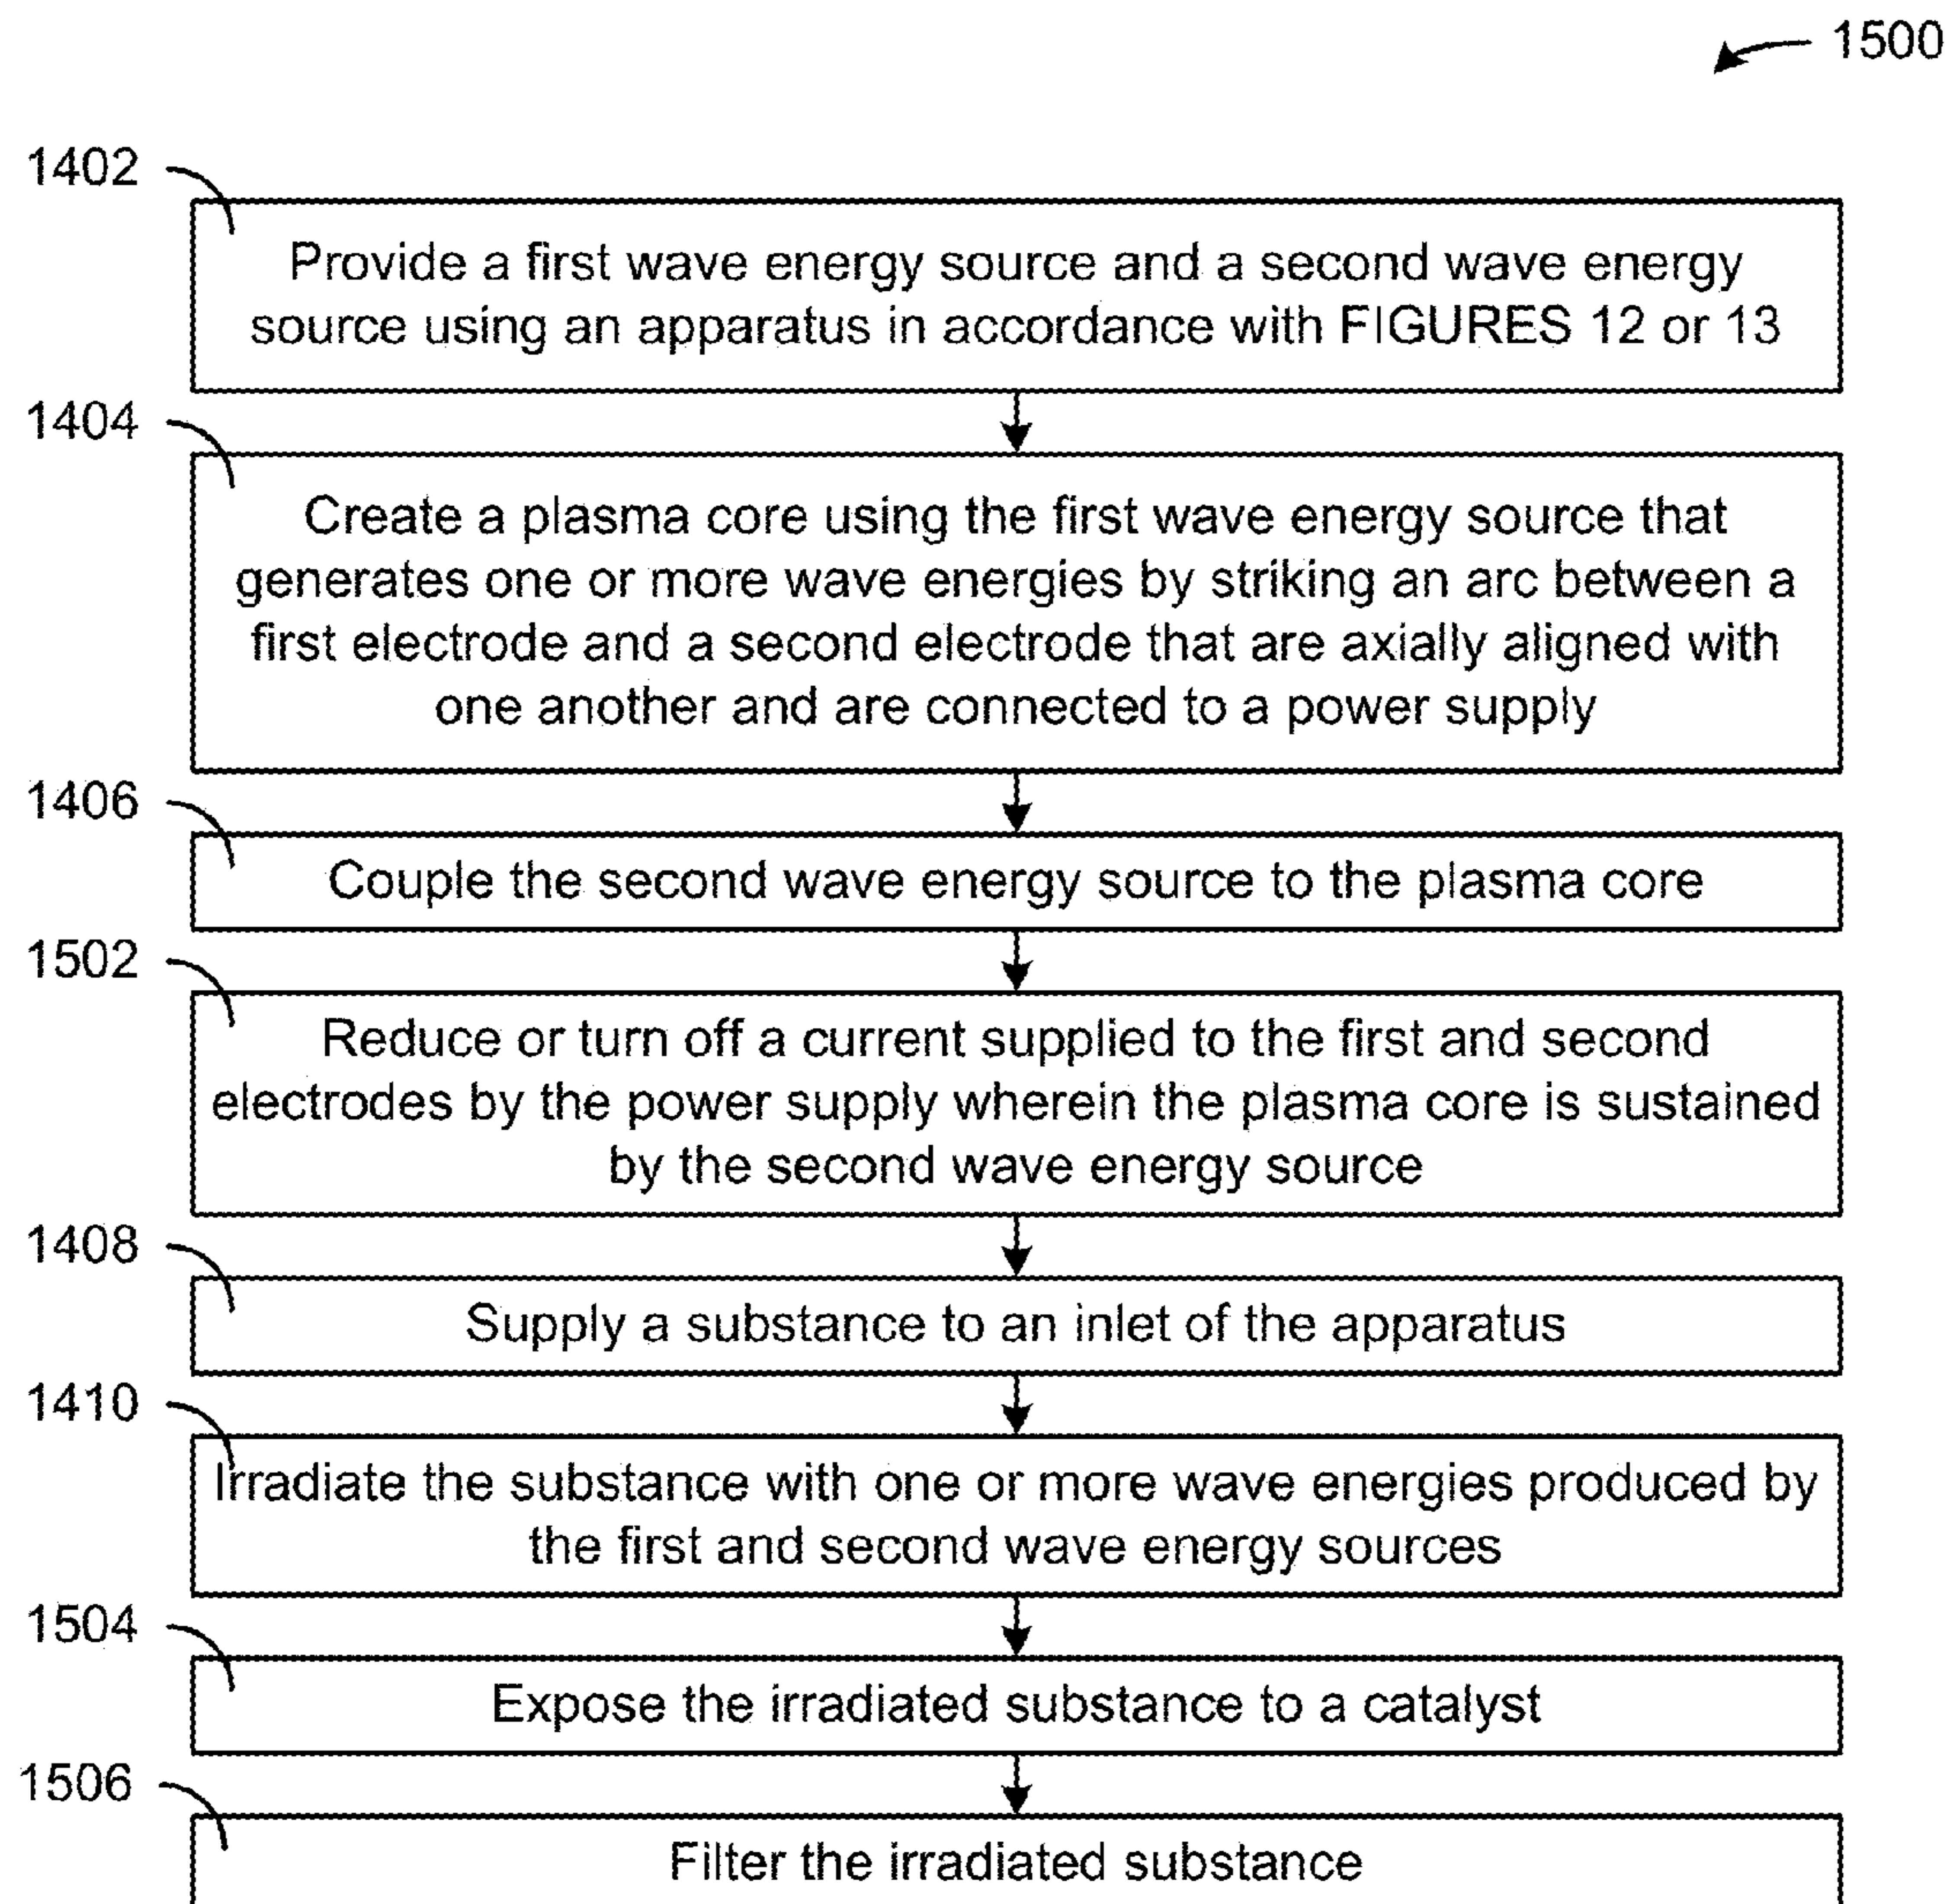 1500
1402
Provide a first wave energy source and a second wave energy
source using an apparatus in accordance with FIGURES 12 or 13
1404
Create a plasma core using the first wave energy source that
generates one or more wave energies by striking an arc between a
first electrode and a second electrode that are axially aligned with
one another and are connected to a power supply
1406
Couple the second wave energy source to the plasma core
1502
Reduce or turn off a current supplied to the first and second
electrodes by the power supply wherein the plasma core is sustained
by the second wave energy source
1408
Supply a substance to an inlet of the apparatus
1410
Irradiate the substance with one or more wave energies produced by
the first and second wave energy sources
1504
Expose the irradiated substance to a catalyst
1506
Filter the irradiated substance